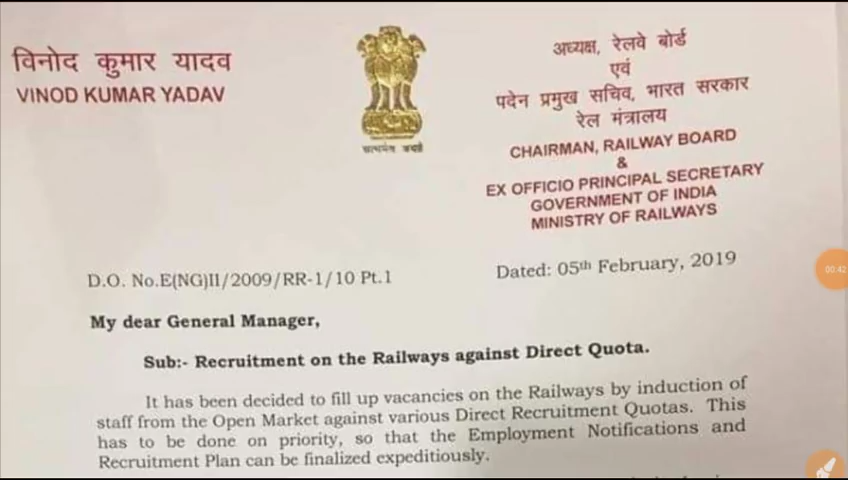 विनोद कुमार यादव
VINOD KUMAR YADAV
सत्यमेव जयते
अध्यक्ष, रेलवे बोर्ड
एवं
पदेन प्रमुख सचिव, भारत सरकार
रेल मंत्रालय
CHAIRMAN, RAILWAY BOARD
&
EX OFFICIO PRINCIPAL SECRETARY
GOVERNMENT OF INDIA
MINISTRY OF RAILWAYS
D.O. No.E(NG)II/2009/RR-1/10 Pt.1
Dated: 05th February, 2019
00:42
My dear General Manager,
Sub:- Recruitment on the Railways against Direct Quota.
It has been decided to fill up vacancies on the Railways by induction of
staff from the Open Market against various Direct Recruitment Quotas. This
has to be done on priority, so that the Employment Notifications and
Recruitment Plan can be finalized expeditiously.